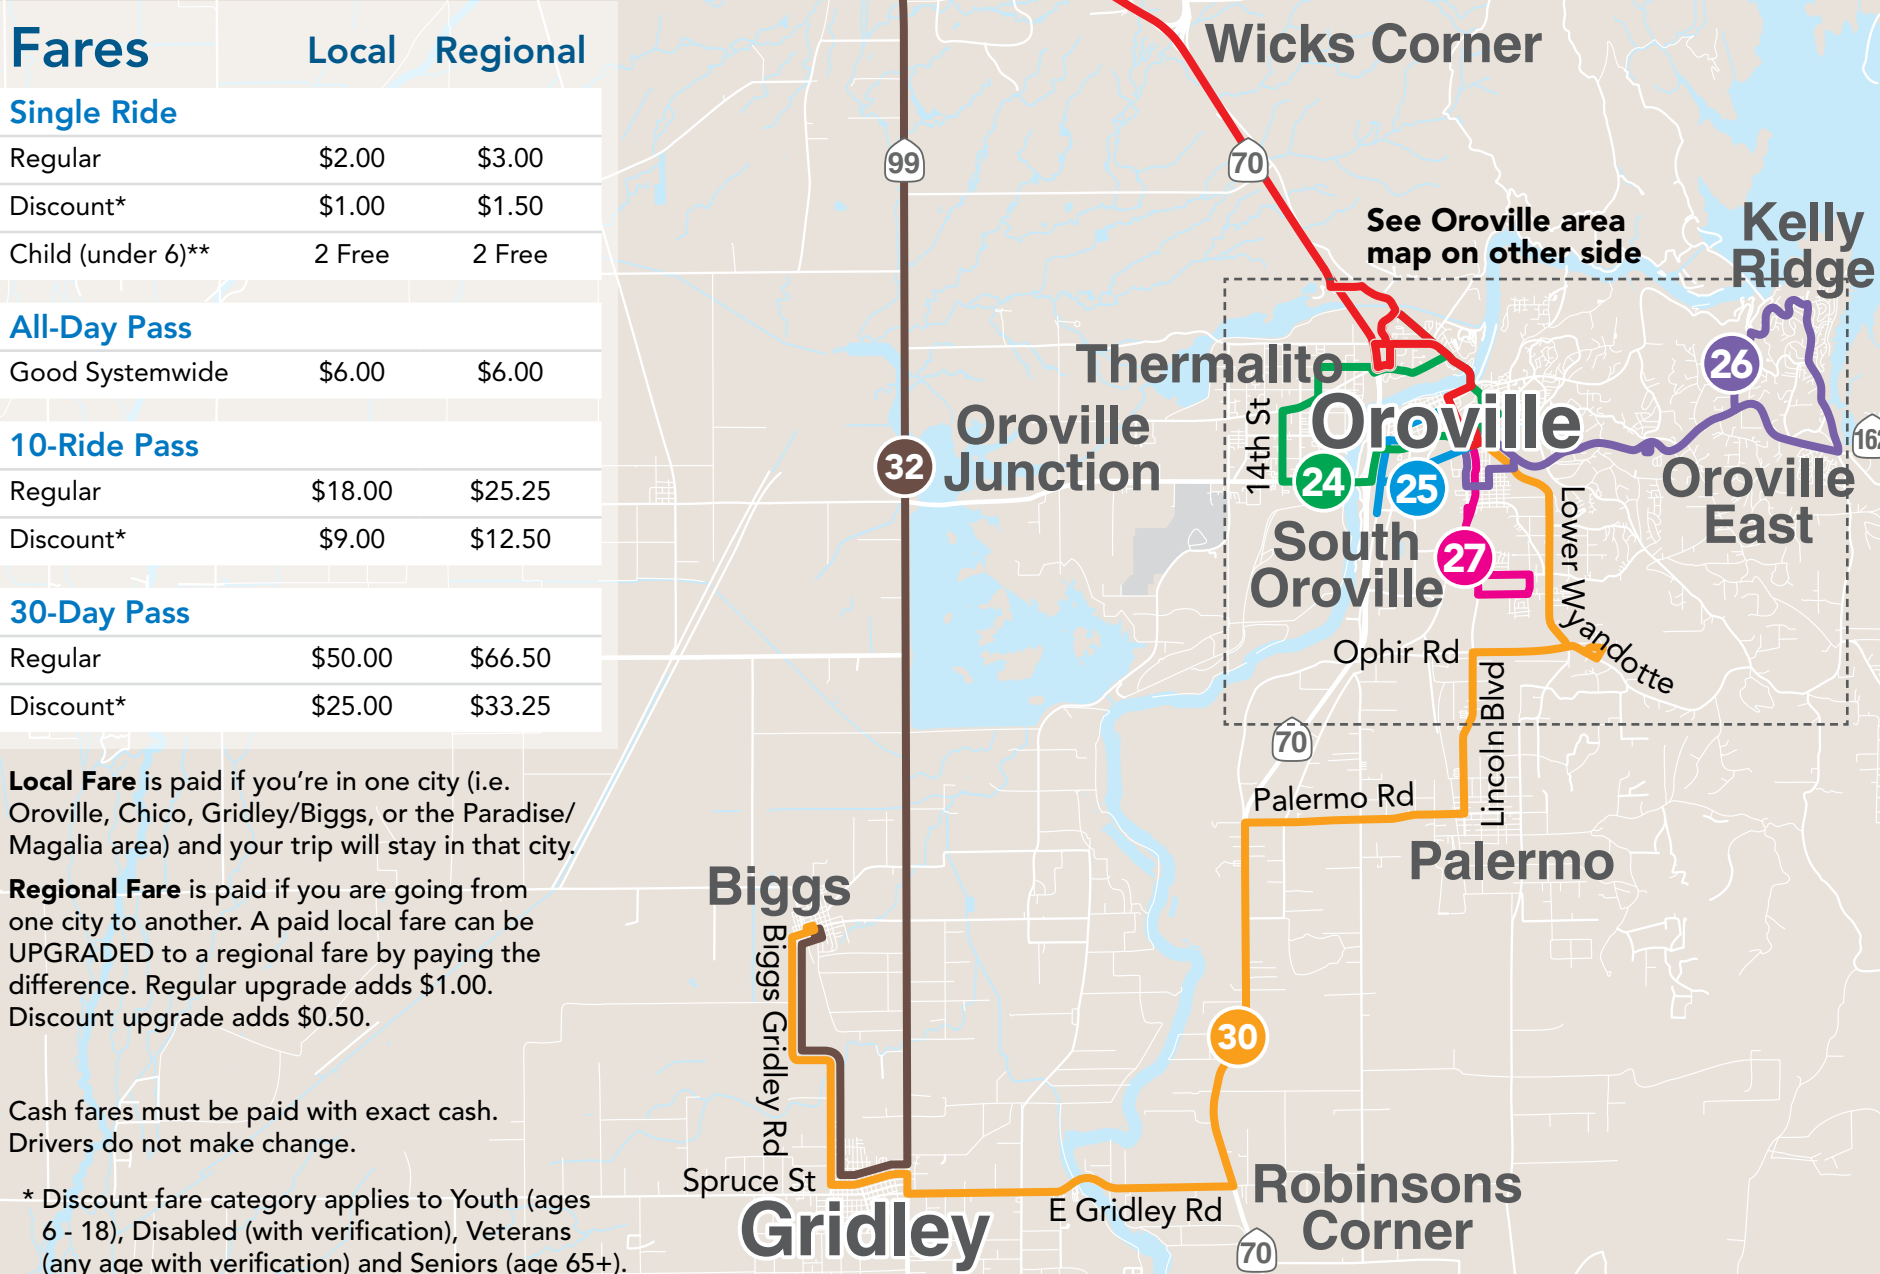 Fares Local Regional
Single Ride
Regular $2.00 $3.00
Discount* $1.00 $1.50
Child (under 6)** 2 Free 2 Free
All-Day Pass
Good Systemwide $6.00 $6.00
10-Ride Pass
Regular $18.00 $25.25
Discount* $9.00 $12.50
30-Day Pass
Regular $50.00 $66.50
Discount* $25.00 $33.25
Local Fare is paid if you’re in one city (i.e.
Oroville, Chico, Gridley/Biggs, or the Paradise/
Magalia area) and your trip will stay in that city.
Regional Fare is paid if you are going from
one city to another. A paid local fare can be
UPGRADED to a regional fare by paying the
difference. Regular upgrade adds $1.00.
Discount upgrade adds $0.50.
Cash fares must be paid with exact cash.
Drivers do not make change.
* Discount fare category applies to Youth (ages
6 - 18), Disabled (with verification), Veterans
(any age with verification) and Seniors (age 65+).
Wicks Corner
99
70
See Oroville area
map on other side
Kelly
Ridge
Thermalito
26
Oroville
Junction
32
14th St
Oroville
162
24
25
Oroville
East
South
Oroville
27
Lower Wyandotte
Ophir Rd
Lincoln Blvd
70
Palermo Rd
Palermo
Biggs
Biggs Gridley Rd
30
Spruce St
Gridley
E Gridley Rd
Robinsons
Corner
70